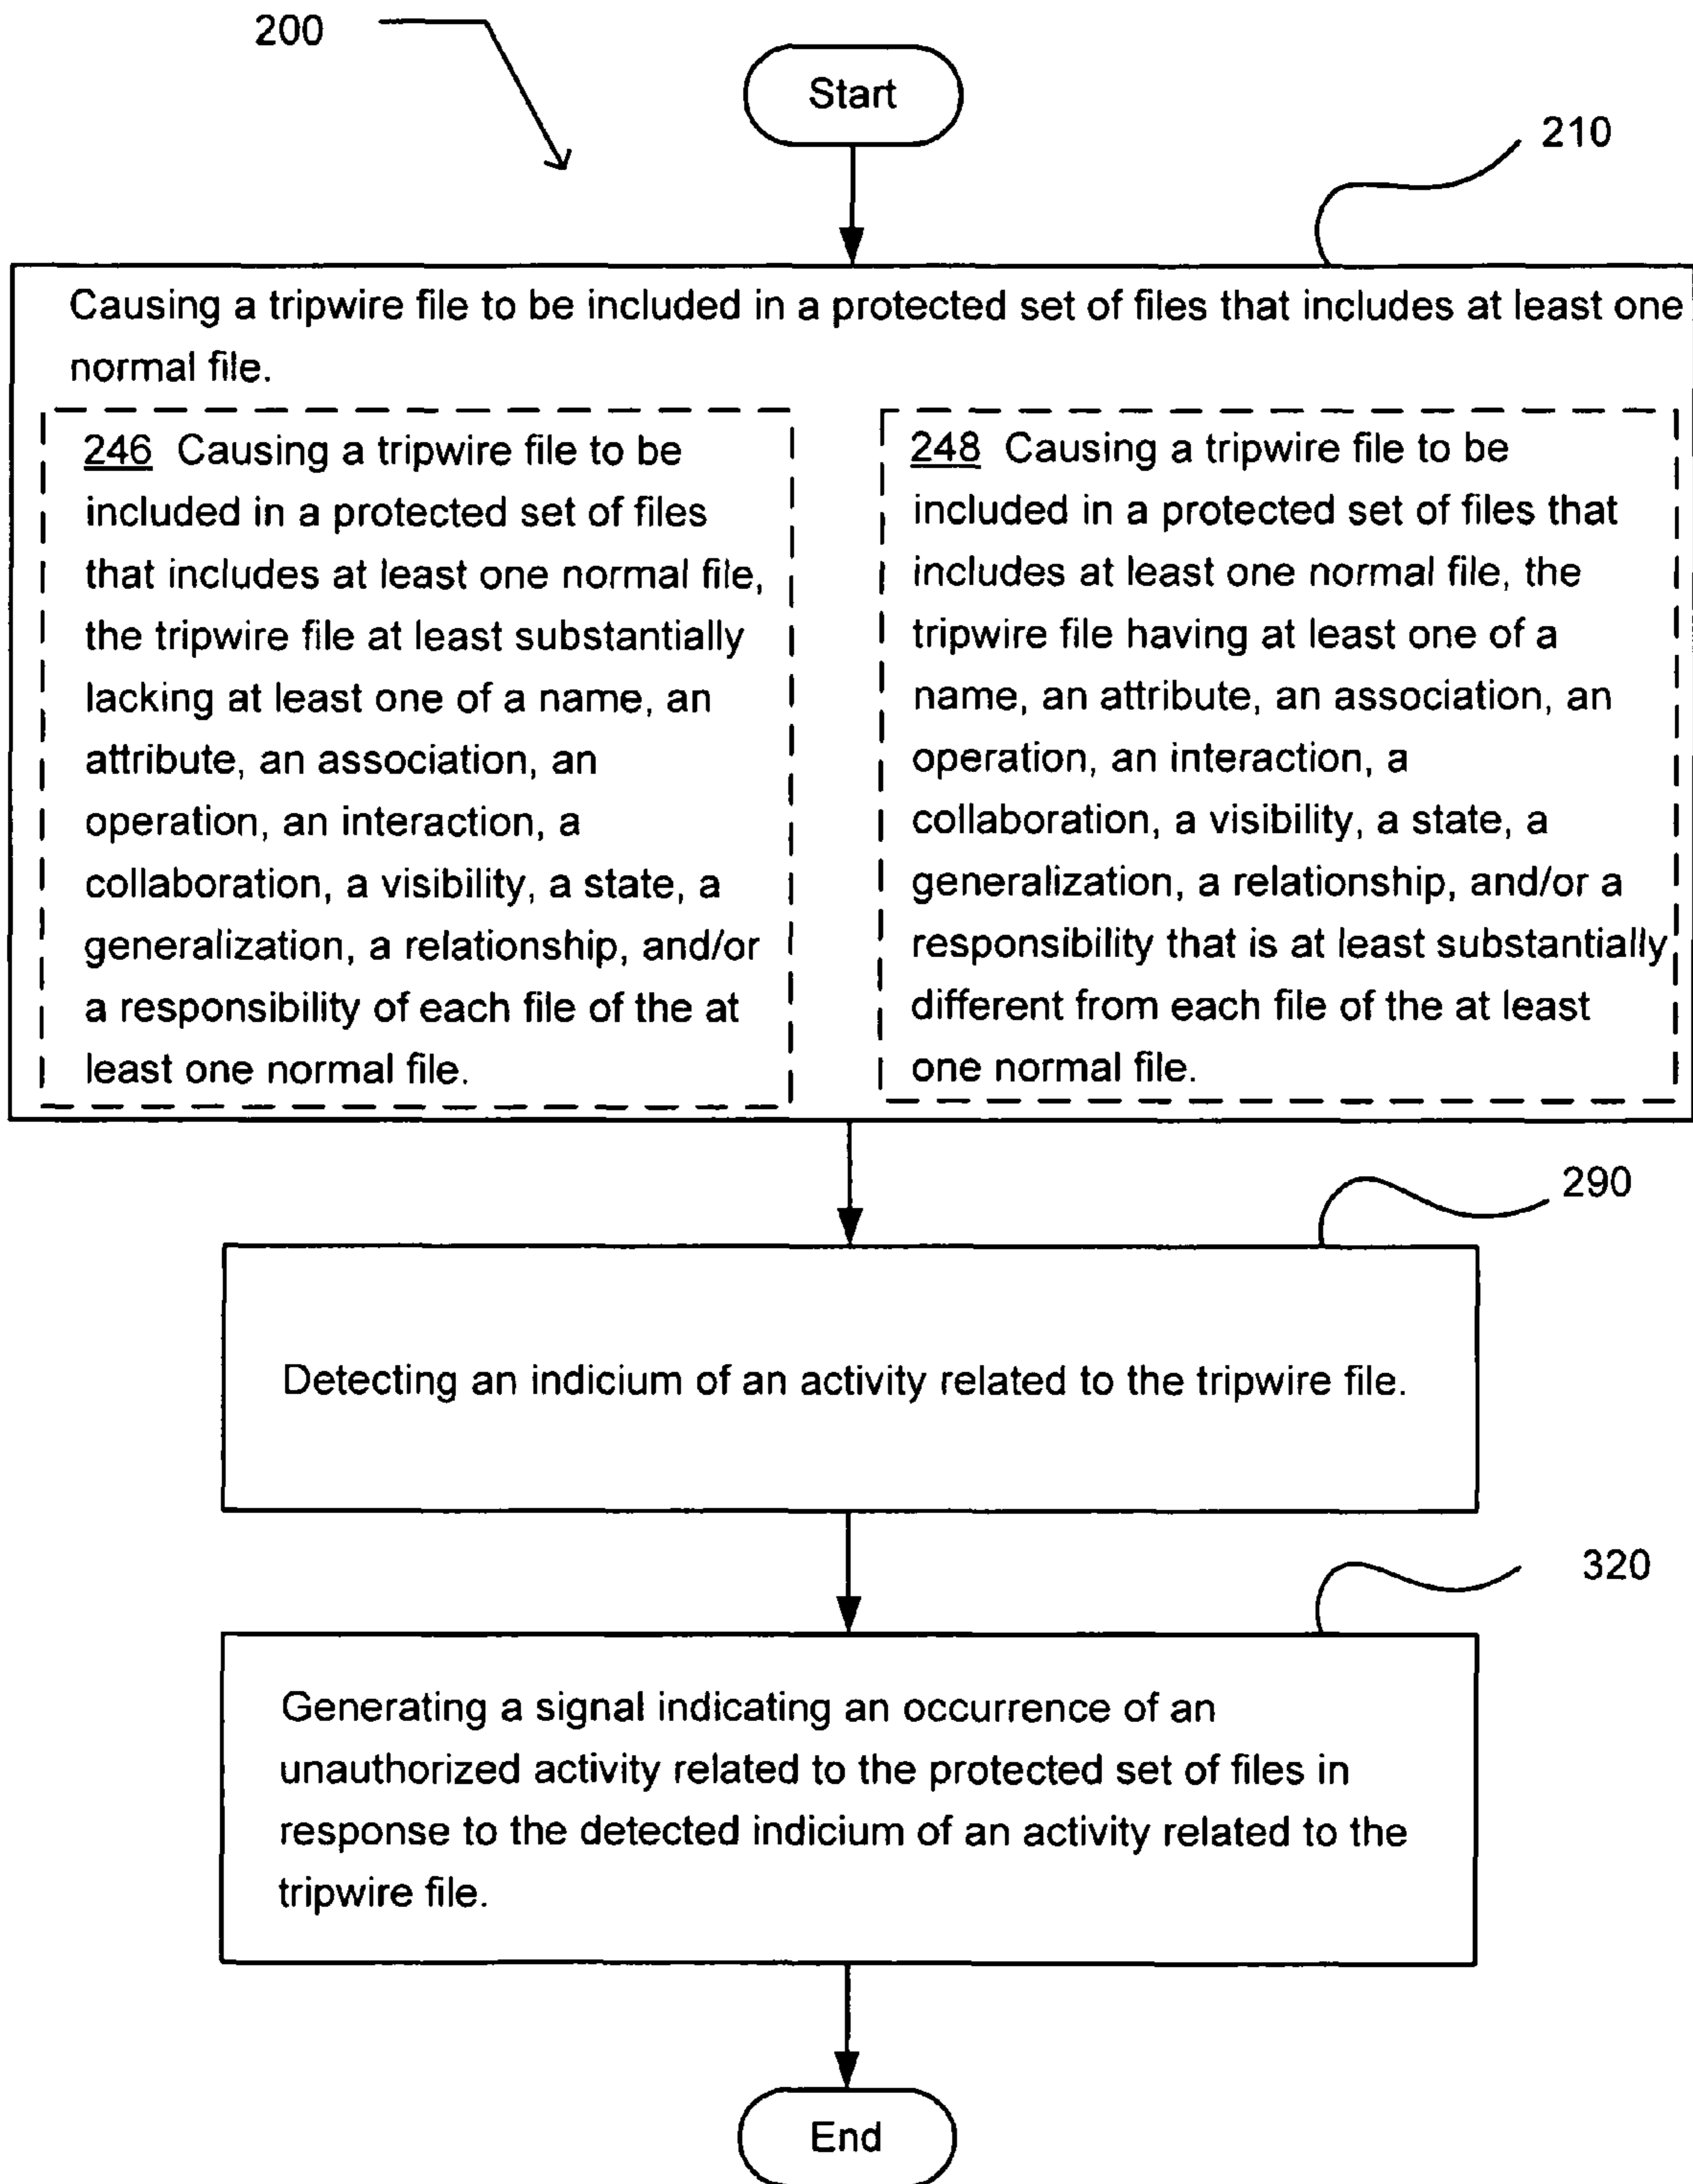 200
Start
210
Causing a tripwire file to be included in a protected set of files that includes at least one
normal file.
246 Causing a tripwire file to be
included in a protected set of files
that includes at least one normal file,
the tripwire file at least substantially
lacking at least one of a name, an
attribute, an association, an
operation, an interaction, a
collaboration, a visibility, a state, a
generalization, a relationship, and/or
a responsibility of each file of the at
least one normal file.
248 Causing a tripwire file to be
included in a protected set of files that
includes at least one normal file, the
tripwire file having at least one of a
name, an attribute, an association, an
operation, an interaction, a
collaboration, a visibility, a state, a
generalization, a relationship, and/or a
responsibility that is at least substantially
different from each file of the at least
one normal file.
290
Detecting an indicium of an activity related to the tripwire file.
320
Generating a signal indicating an occurrence of an
unauthorized activity related to the protected set of files in
response to the detected indicium of an activity related to the
tripwire file.
End